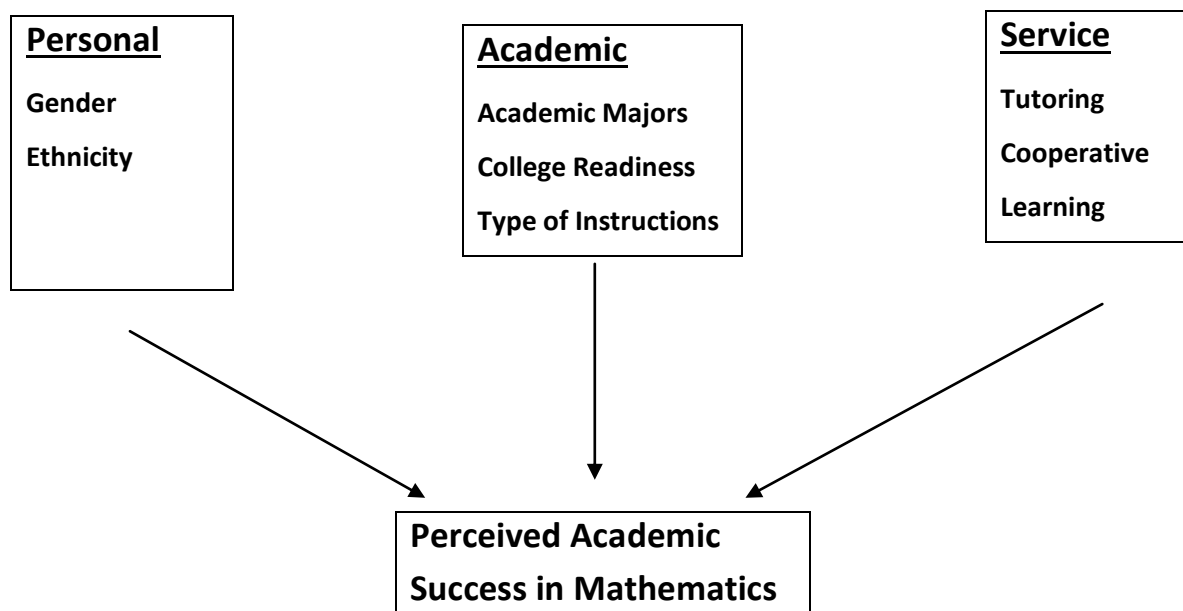 Personal
Gender
Ethnicity
Academic
Academic Majors
College Readiness
Type of Instructions
Service
Tutoring
Cooperative
Learning
Perceived Academic
Success in Mathematics